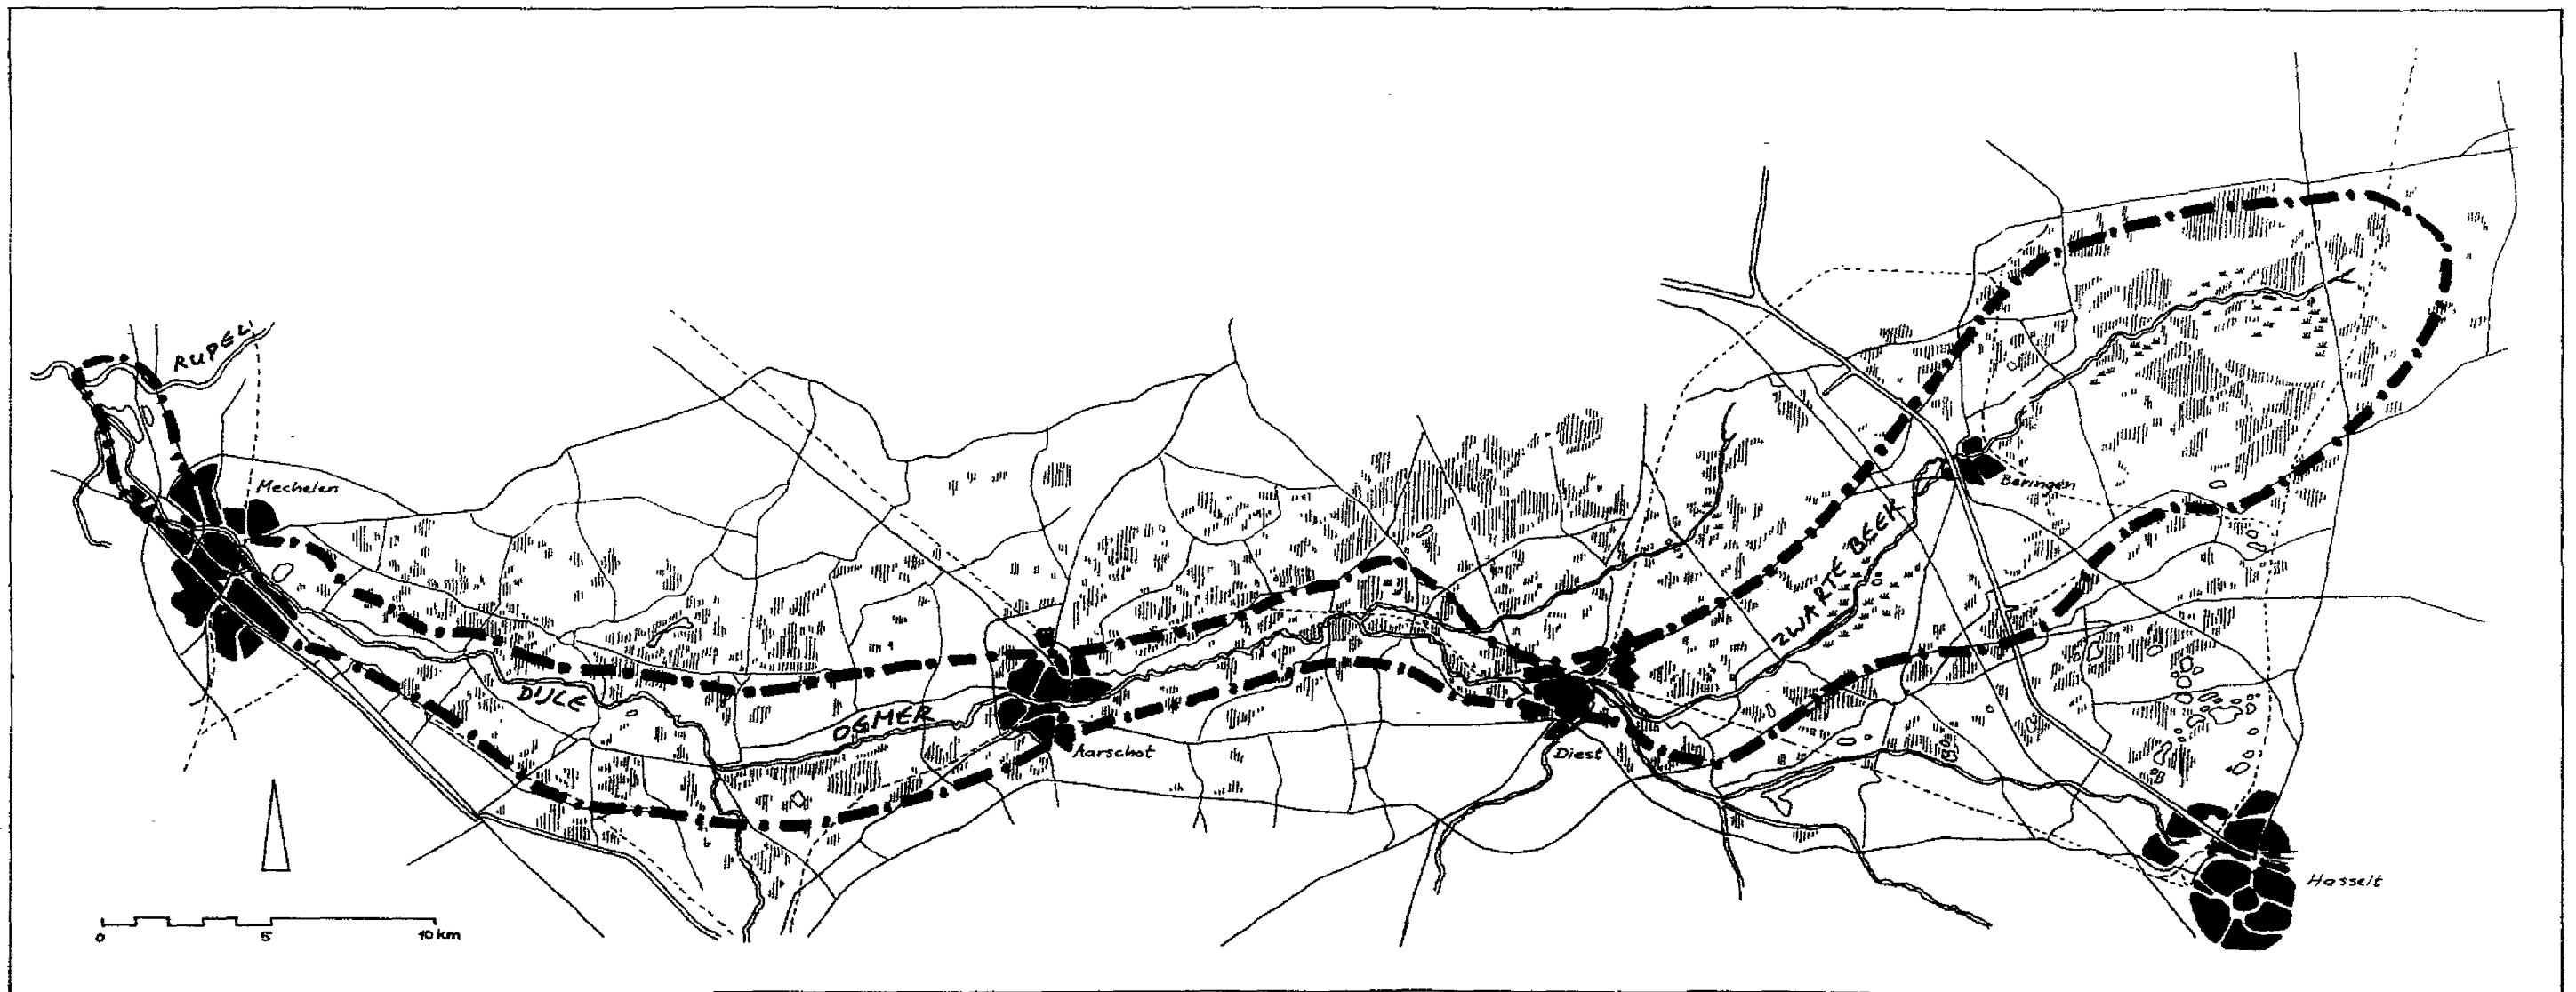 RUPEL
Mechelen
Beringen
ZWARTE BEEK
DIJLE
DEMER
Aarschot
Diest
Hasselt
0 5 10 km